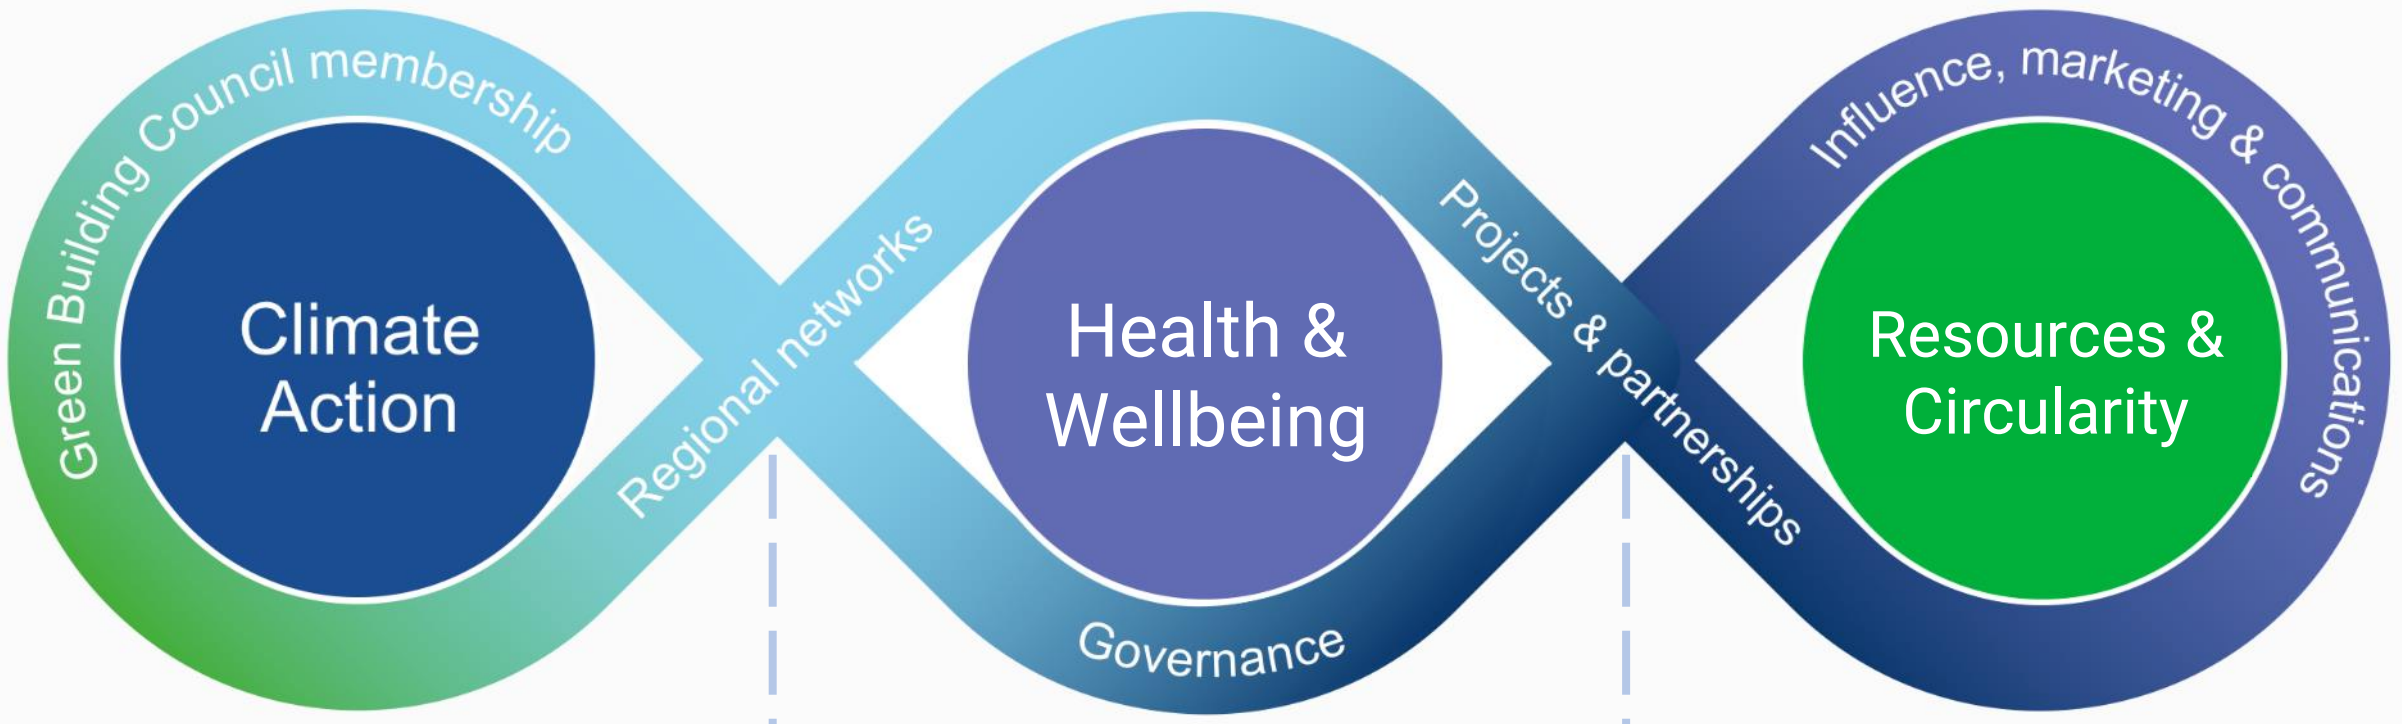 Green Building Council membership
Climate
Action
Regional networks
Health &
Wellbeing
Governance
Projects & partnerships
Influence, marketing & communications
Resources &
Circularity